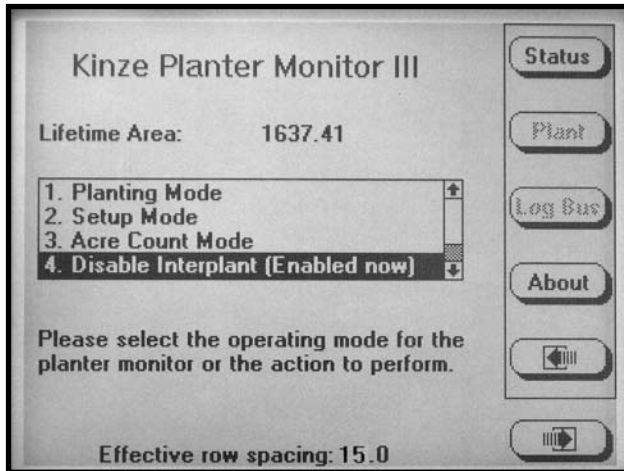 Kinze Planter Monitor III
Lifetime Area: 1637.41
1. Planting Mode
2. Setup Mode
3. Acre Count Mode
4. Disable Interplant (Enabled now)
Please select the operating mode for the
planter monitor or the action to perform.
Effective row spacing: 15.0
Status
Plant
Log Bus
About